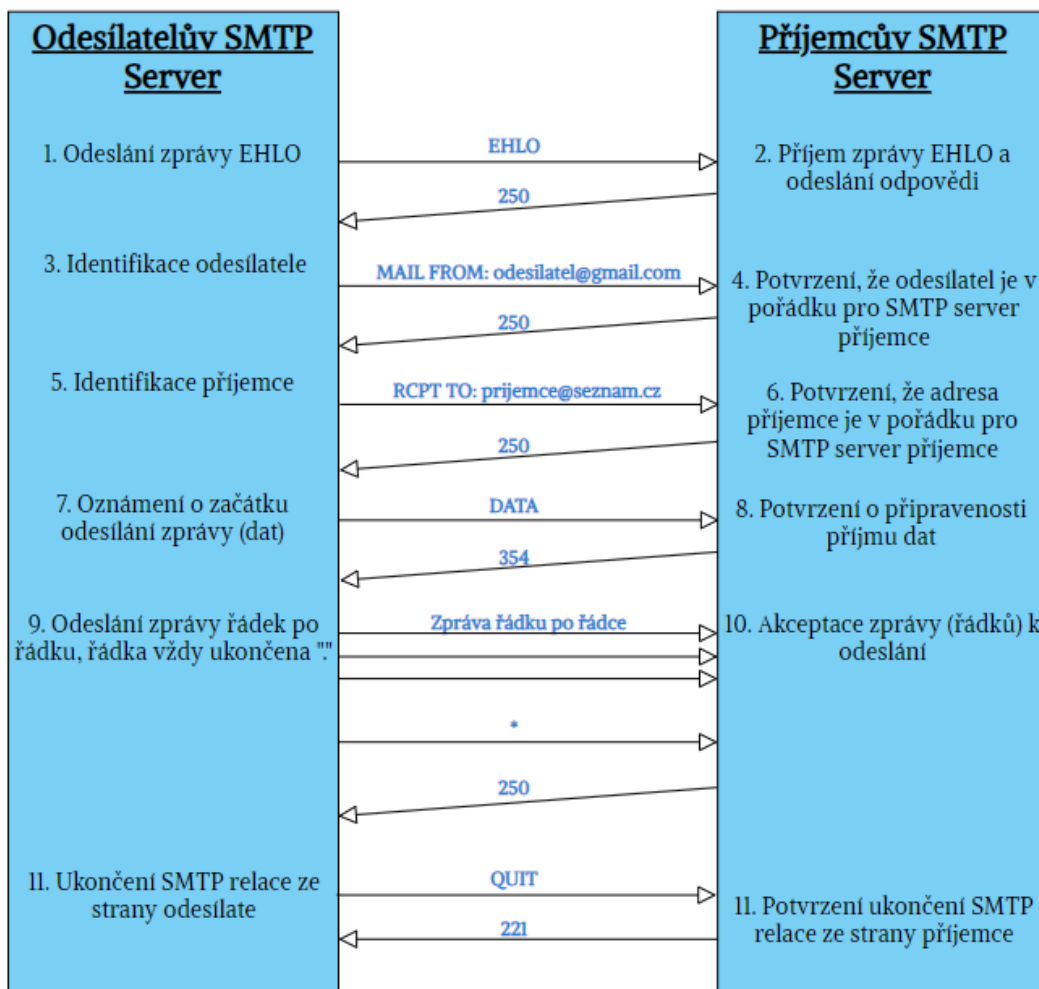 Odesílatelův SMTP
Server
Příjemcův SMTP
Server
1. Odeslání zprávy EHLO
EHLO
2. Příjem zprávy EHLO a
odeslání odpovědi
250
3. Identifikace odesílatele
MAIL FROM: odesilatel@gmail.com
4. Potvrzení, že odesílatel je v
pořádku pro SMTP server
příjemce
250
5. Identifikace příjemce
RCPT TO: prijemce@seznam.cz
6. Potvrzení, že adresa
příjemce je v pořádku pro
SMTP server příjemce
250
7. Oznámení o začátku
odesílání zprávy (dat)
DATA
8. Potvrzení o připravenosti
příjmu dat
354
9. Odeslání zprávy řádek po
řádku, řádka vždy ukončena "."
Zpráva řádku po řádce
10. Akceptace zprávy (řádků) k
odeslání
*
250
11. Ukončení SMTP relace ze
strany odesílate
QUIT
11. Potvrzení ukončení SMTP
relace ze strany příjemce
221